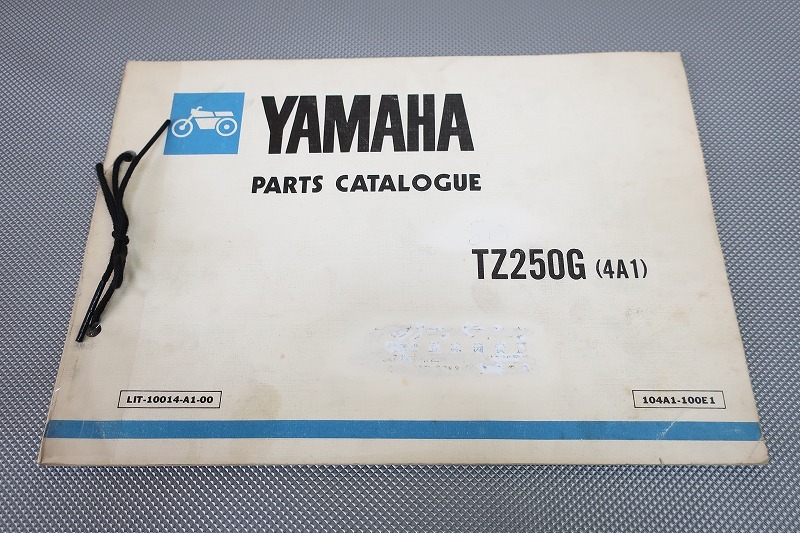 YAMAHA
PARTS CATALOGUE
TZ250G (4A1)
LIT-10014-A1-00
104A1-100E1